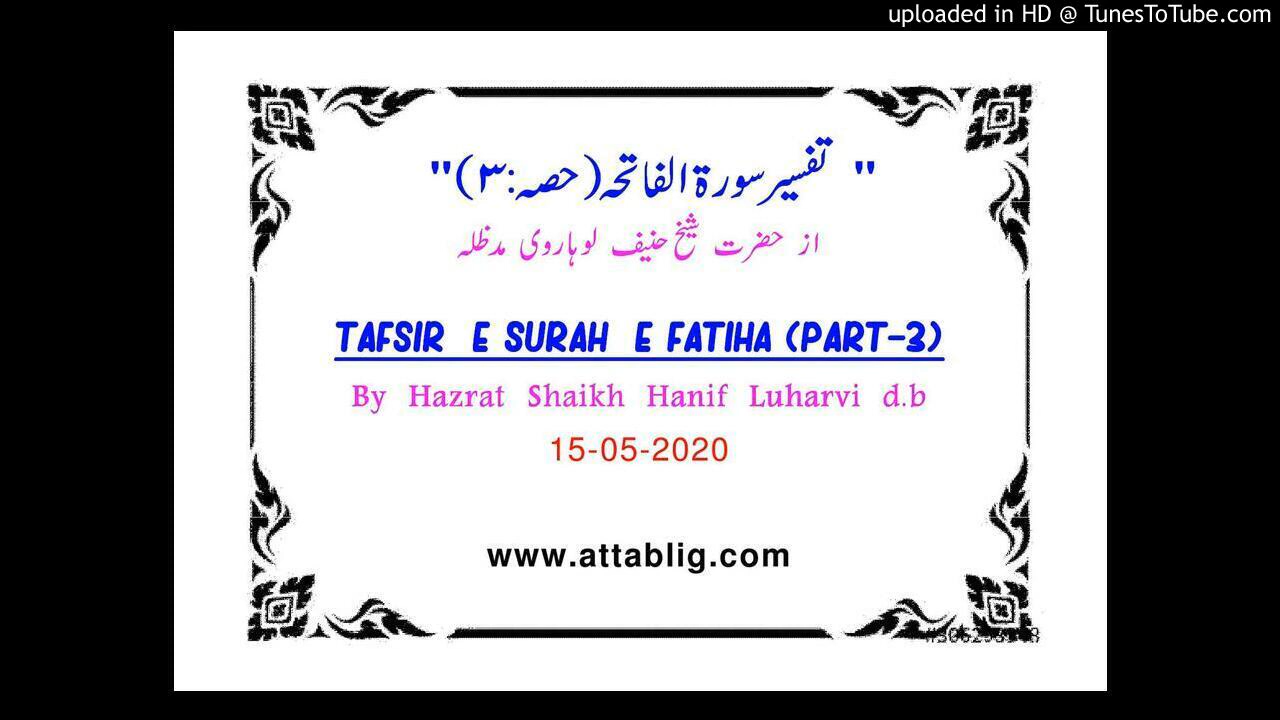 uploaded in HD @ TunesToTube.com
" تفسیر سورۃ الفاتحہ (حصہ:۳)"
از حضرت شیخ حنیف لوہاروی مدظلہ
TAFSIR E SURAH E FATIHA (PART-3)
By Hazrat Shaikh Hanif Luharvi d.b
15-05-2020
www.attablig.com